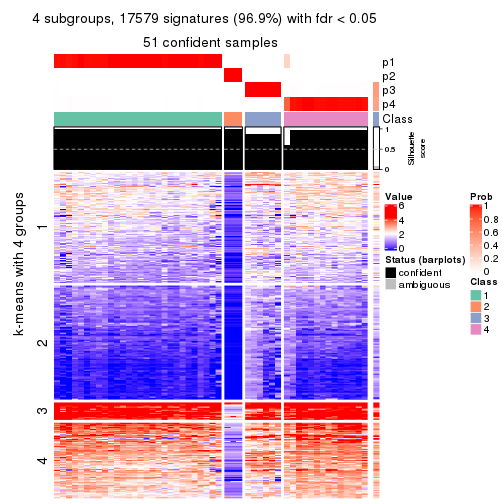 4 subgroups, 17579 signatures (96.9%) with fdr < 0.05
51 confident samples
p1
p2
p3
p4
Class
1
0.5
0
Silhouette
score
k-means with 4 groups
1
2
3
4
Value
6
4
2
0
Status (barplots)
confident
ambiguous
Prob
1
0.8
0.6
0.4
0.2
0
Class
1
2
3
4